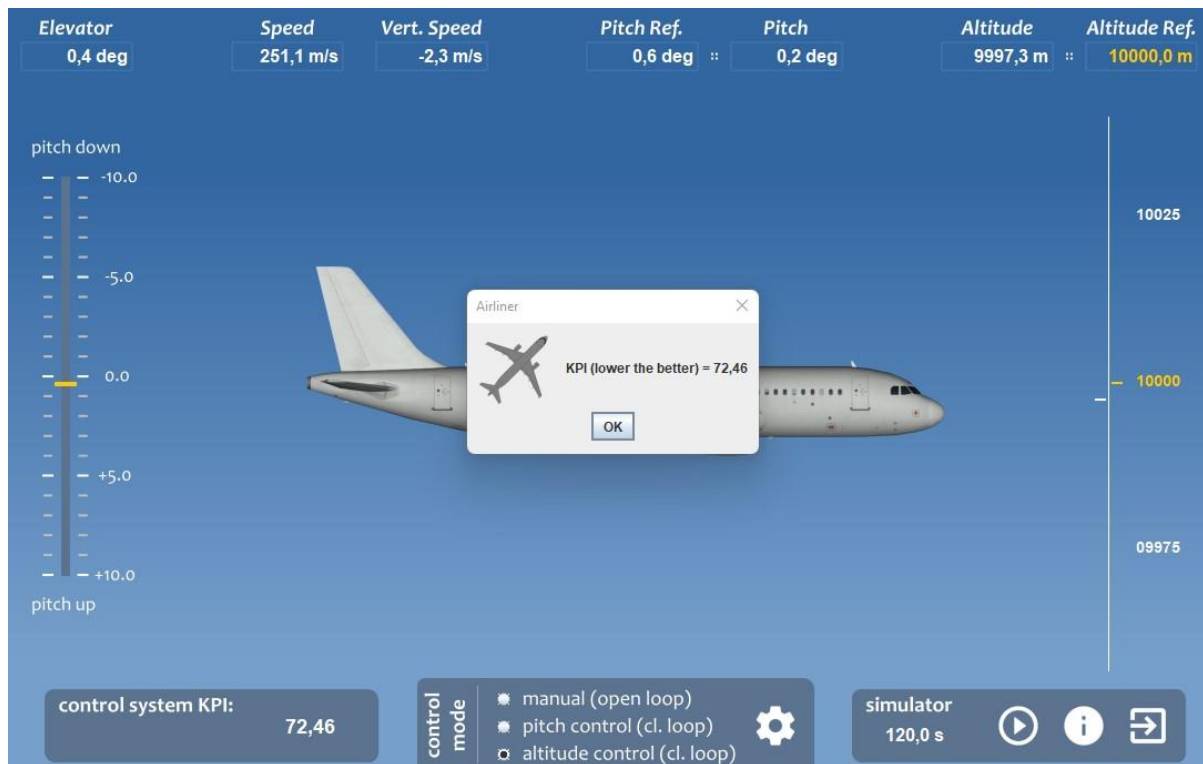 Elevator Speed Vert. Speed Pitch Ref. Pitch Altitude Altitude Ref.
0,4 deg 251,1 m/s -2,3 m/s 0,6 deg :: 0,2 deg 9997,3 m :: 10000,0 m
pitch down
-10.0
10025
-5.0
Airliner
KPI (lower the better) = 72,46
0.0
10000
OK
+5.0
09975
+10.0
pitch up
control system KPI:
72,46
control mode
manual (open loop)
pitch control (cl. loop)
altitude control (cl. loop)
simulator
120,0 s
i